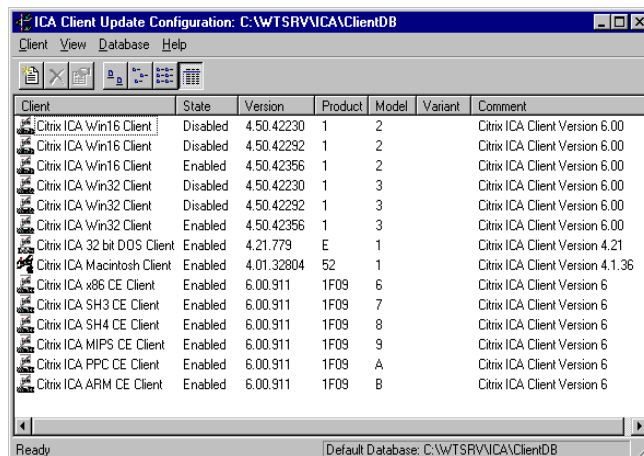 ICA Client Update Configuration: C:\WTSRV\ICA\ClientDB
Client View Database Help
Client State Version Product Model Variant Comment
Citrix ICA Win16 Client Disabled 4.50.42230 1 2 Citrix ICA Client Version 6.00
Citrix ICA Win16 Client Disabled 4.50.42292 1 2 Citrix ICA Client Version 6.00
Citrix ICA Win16 Client Enabled 4.50.42356 1 2 Citrix ICA Client Version 6.00
Citrix ICA Win32 Client Disabled 4.50.42230 1 3 Citrix ICA Client Version 6.00
Citrix ICA Win32 Client Disabled 4.50.42292 1 3 Citrix ICA Client Version 6.00
Citrix ICA Win32 Client Enabled 4.50.42356 1 3 Citrix ICA Client Version 6.00
Citrix ICA 32 bit DOS Client Enabled 4.21.779 E 1 Citrix ICA Client Version 4.21
Citrix ICA Macintosh Client Enabled 4.01.32804 52 1 Citrix ICA Client Version 4.1.36
Citrix ICA x86 CE Client Enabled 6.00.911 1F09 6 Citrix ICA Client Version 6
Citrix ICA SH3 CE Client Enabled 6.00.911 1F09 7 Citrix ICA Client Version 6
Citrix ICA SH4 CE Client Enabled 6.00.911 1F09 8 Citrix ICA Client Version 6
Citrix ICA MIPS CE Client Enabled 6.00.911 1F09 9 Citrix ICA Client Version 6
Citrix ICA PPC CE Client Enabled 6.00.911 1F09 A Citrix ICA Client Version 6
Citrix ICA ARM CE Client Enabled 6.00.911 1F09 B Citrix ICA Client Version 6
Ready Default Database: C:\WTSRV\ICA\ClientDB